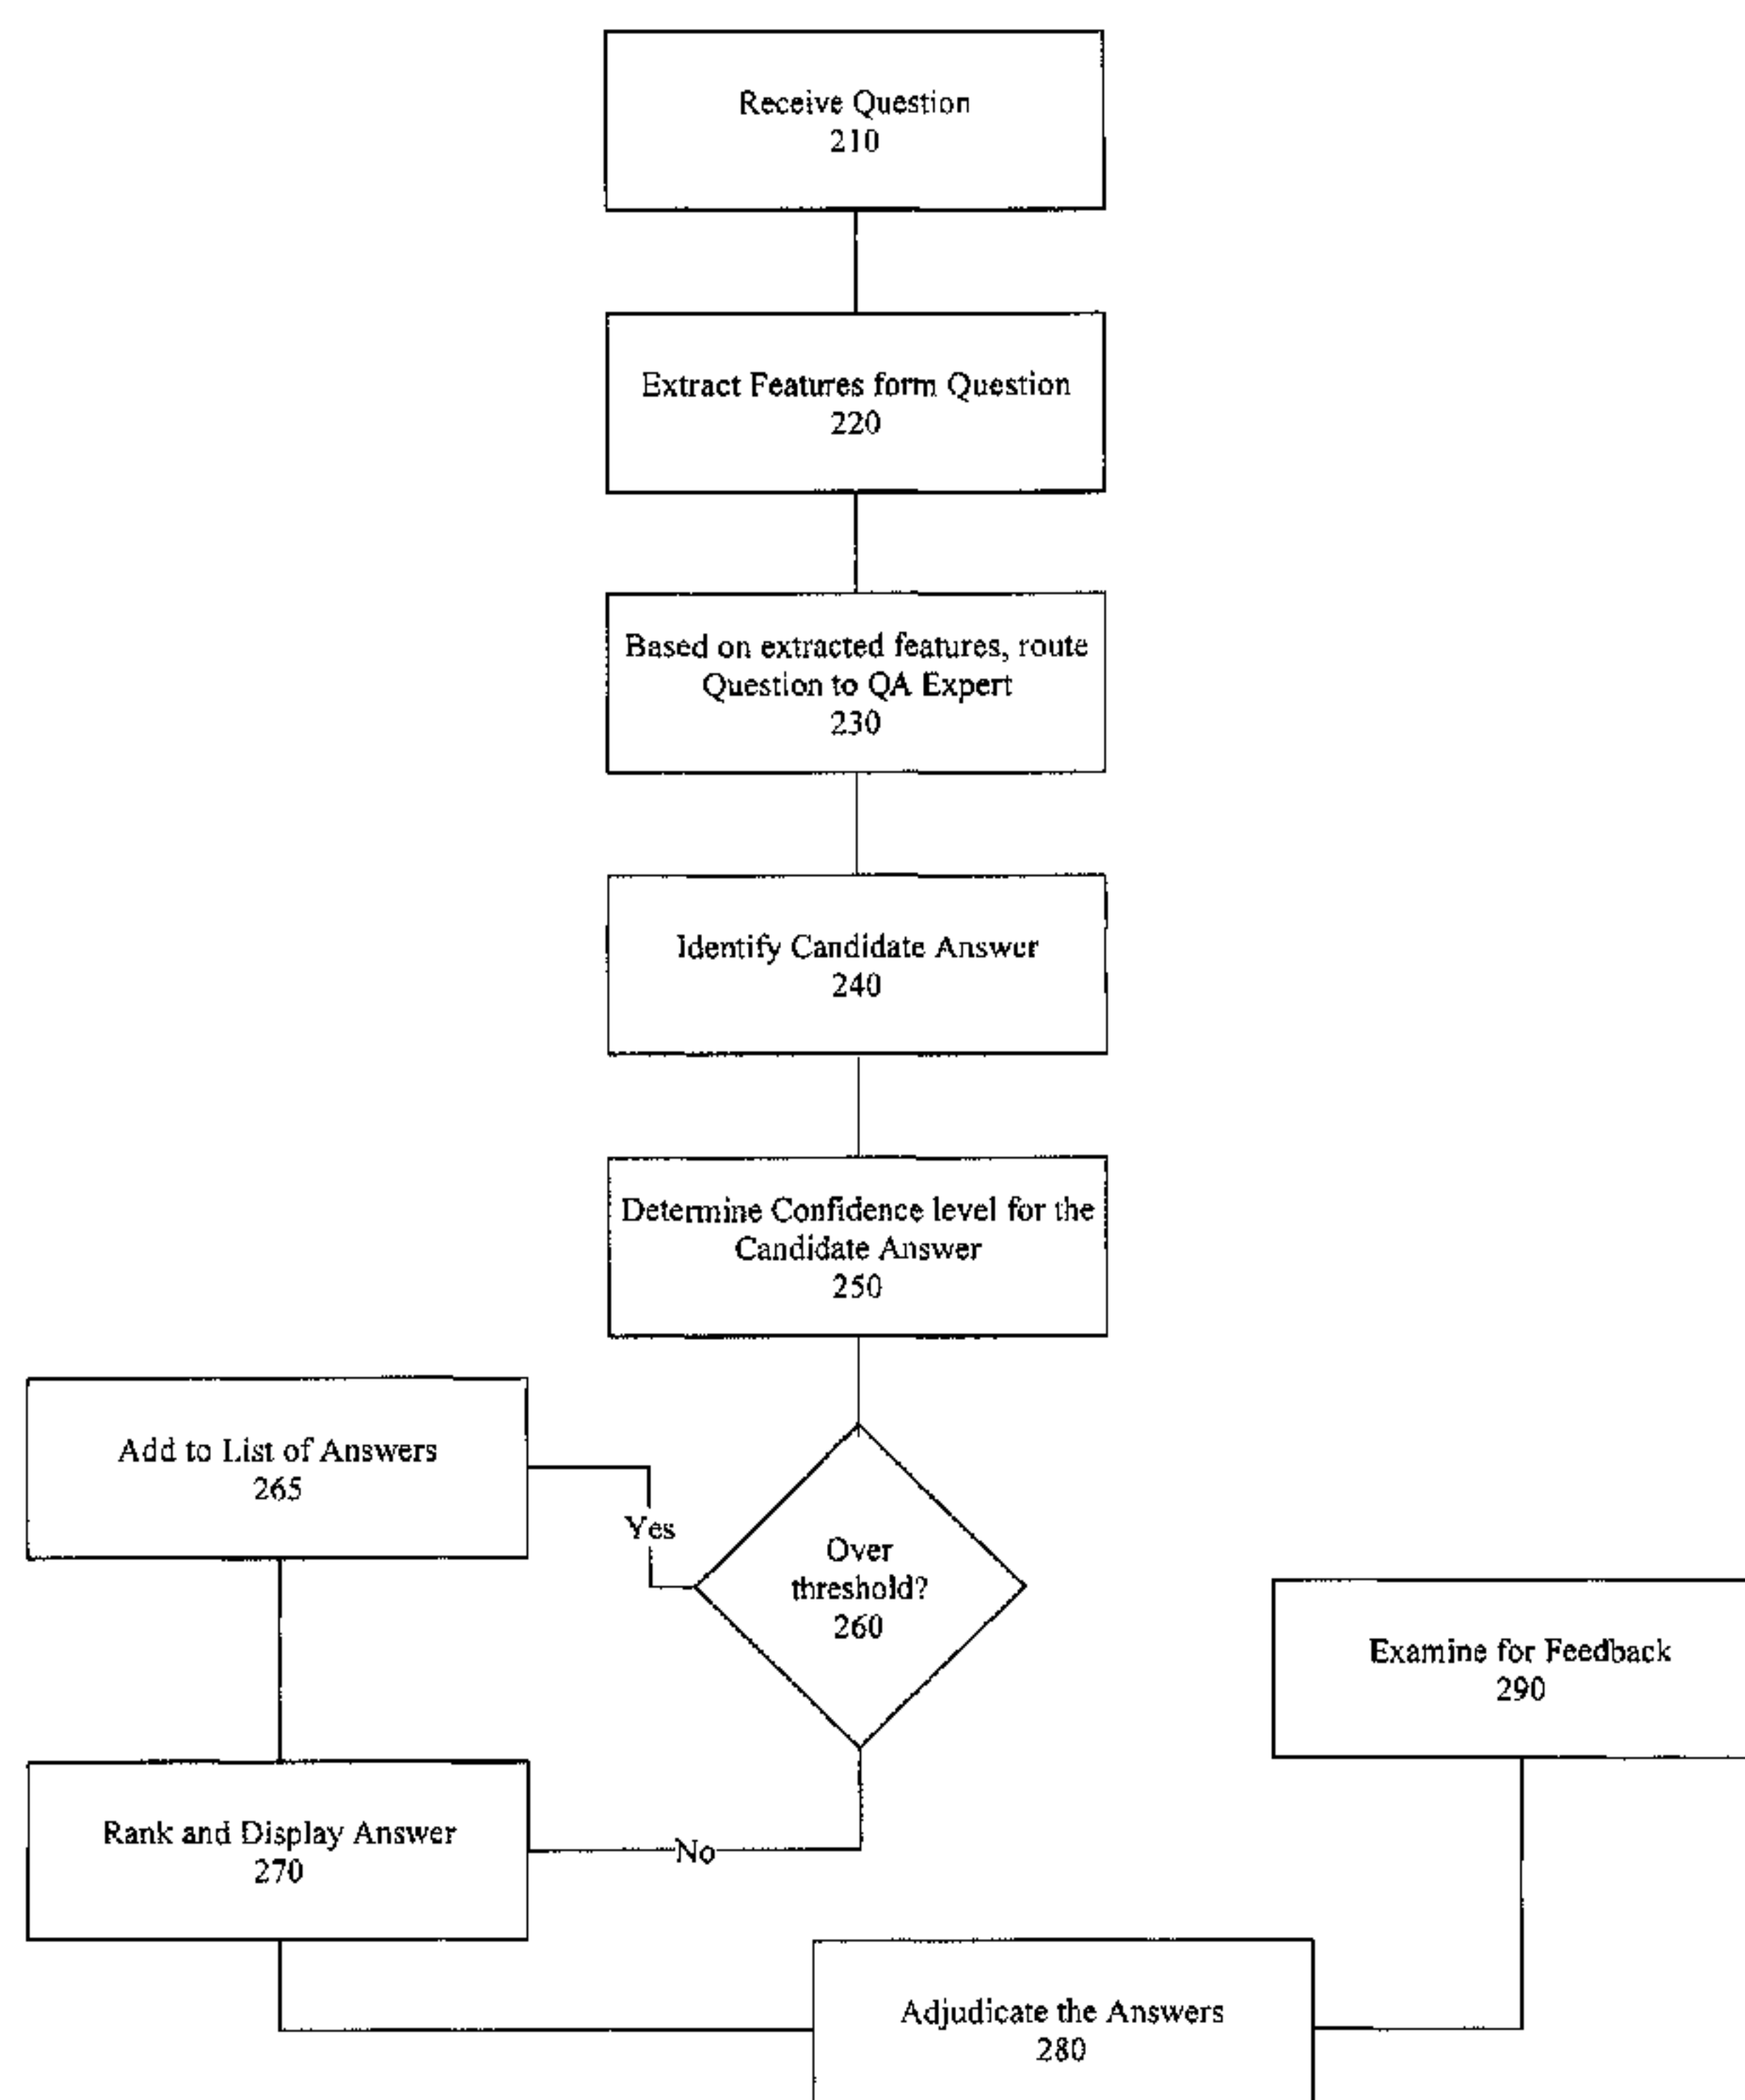 Receive Question
210
Extract Features form Question
220
Based on extracted features, route
Question to QA Expert
230
Identify Candidate Answer
240
Determine Confidence level for the
Candidate Answer
250
Add to List of Answers
265
Yes
Over
threshold?
260
Examine for Feedback
290
Rank and Display Answer
270
No
Adjudicate the Answers
280